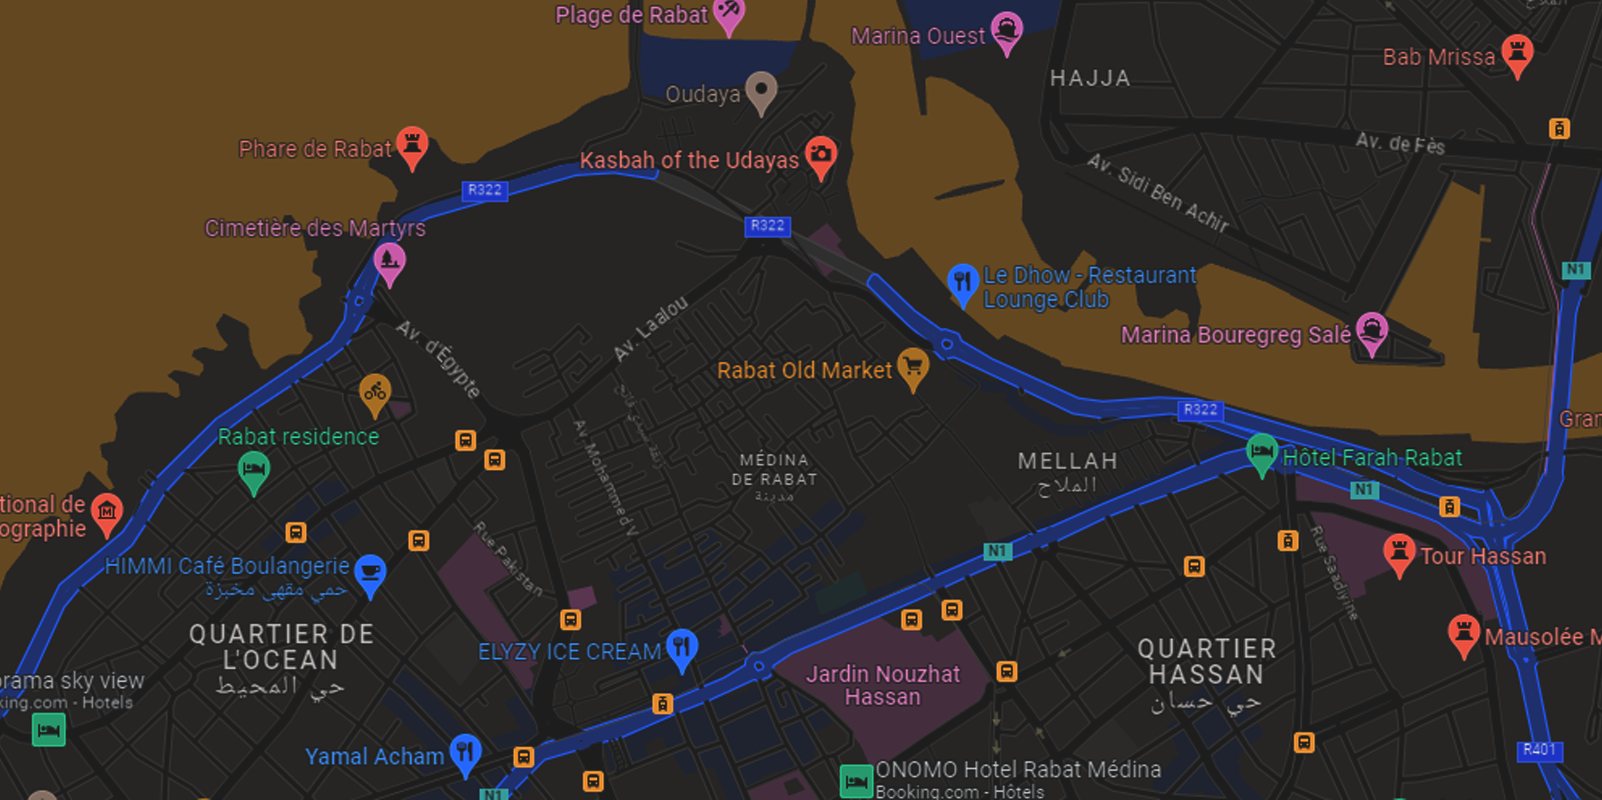 Plage de Rabat
Marina Ouest
Bab Mrissa
HAJJA
Oudaya
Phare de Rabat
Kasbah of the Udayas
Av. de Fès
R322
Av. Sidi Ben Achir
Cimetière des Martyrs
R322
Le Dhow - Restaurant
Lounge Club
N1
Av. d'Égypte
Av. Laalou
Marina Bouregreg Salé
Rabat Old Market
R322
Gran
Rabat residence
Av. Mohammed V
MÉDINA
DE RABAT
مدينة
MELLAH
الملاح
Hôtel Farah Rabat
N1
tional de
ographie
Rue Pakistan
N1
Rue Saadiyine
Tour Hassan
HIMMI Café Boulangerie
حمي مقهى مخبزة
QUARTIER DE
L'OCEAN
حي المحيط
ELYZY ICE CREAM
Mausolée M
QUARTIER
HASSAN
حي حسان
Jardin Nouzhat
Hassan
orama sky view
king.com - Hotels
Yamal Acham
R401
ONOMO Hotel Rabat Médina
Booking.com - Hôtels
N1